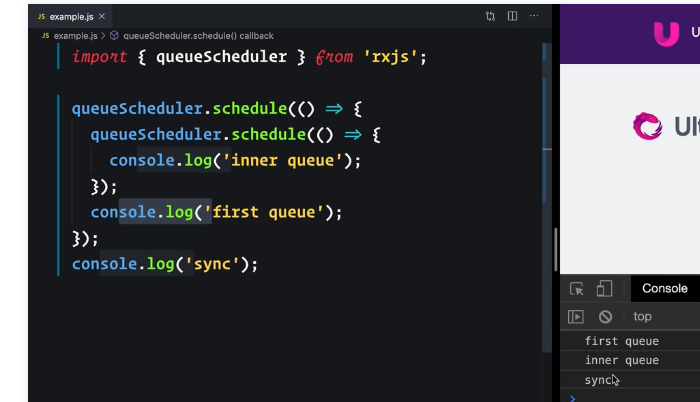 JS example.js ×
JS example.js > queueScheduler.schedule() callback
import { queueScheduler } from 'rxjs';
queueScheduler.schedule(() => {
queueScheduler.schedule(() => {
console.log('inner queue');
});
console.log('first queue');
});
console.log('sync');
U
Ult
Console
top
first queue
inner queue
sync
>